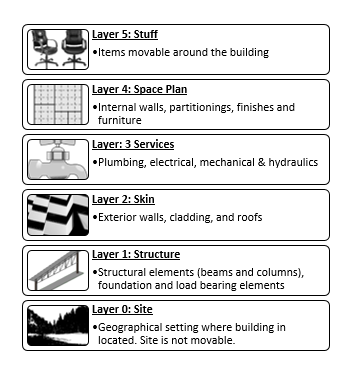 Layer 5: Stuff
•Items movable around the building
Layer 4: Space Plan
•Internal walls, partitionings, finishes and
furniture
Layer: 3 Services
•Plumbing, electrical, mechanical & hydraulics
Layer 2: Skin
•Exterior walls, cladding, and roofs
Layer 1: Structure
•Structural elements (beams and columns),
foundation and load bearing elements
Layer 0: Site
•Geographical setting where building in
located. Site is not movable.